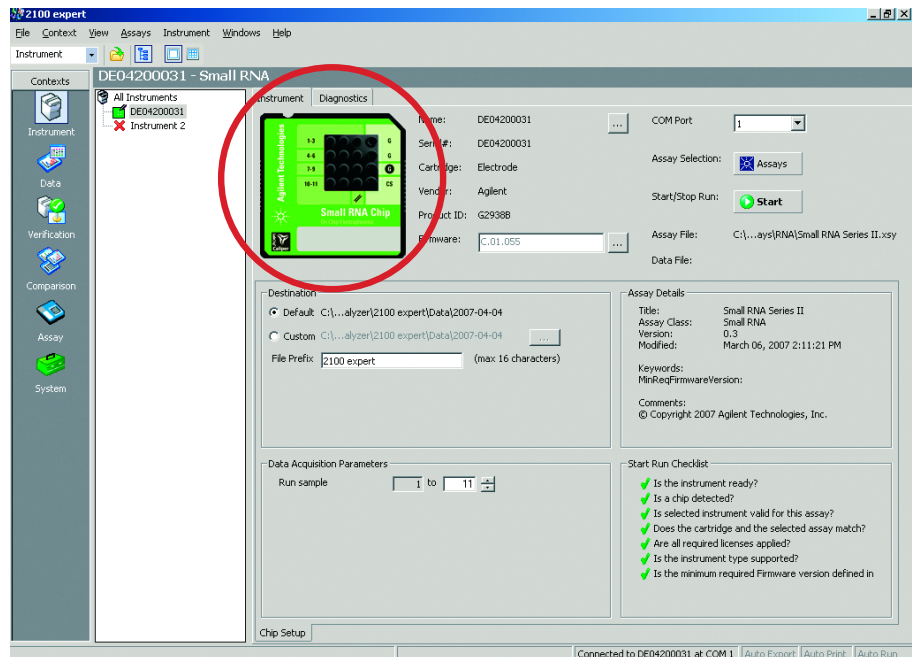 2100 expert
File Context View Assays Instrument Windows Help
Instrument
Contexts
Instrument
Data
Verification
Comparison
Assay
System
DE04200031 - Small RNA
All Instruments
DE04200031
Instrument 2
Instrument Diagnostics
Agilent Technologies
1-3 G
4-6 G
7-9 G
10-11 CS
Small RNA Chip
Caliper
Name: DE04200031 ...
Serial#: DE04200031
Cartridge: Electrode
Vendor: Agilent
Product ID: G2938B
Firmware: C.01.055 ...
COM Port 1
Assay Selection: Assays
Start/Stop Run: Start
Assay File: C:\...ays\RNA\Small RNA Series II.xsy
Data File:
Destination
Default C:\...alyzer\2100 expert\Data\2007-04-04
Custom C:\...alyzer\2100 expert\Data\2007-04-04 ...
File Prefix 2100 expert (max 16 characters)
Assay Details
Title: Small RNA Series II
Assay Class: Small RNA
Version: 0.3
Modified: March 06, 2007 2:11:21 PM
Keywords:
MinReqFirmwareVersion:
Comments:
© Copyright 2007 Agilent Technologies, Inc.
Data Acquisition Parameters
Run sample 1 to 11
Start Run Checklist
Is the instrument ready?
Is a chip detected?
Is selected instrument valid for this assay?
Does the cartridge and the selected assay match?
Are all required licenses applied?
Is the instrument type supported?
Is the minimum required Firmware version defined in
Chip Setup
Connected to DE04200031 at COM 1 Auto Export Auto Print Auto Run